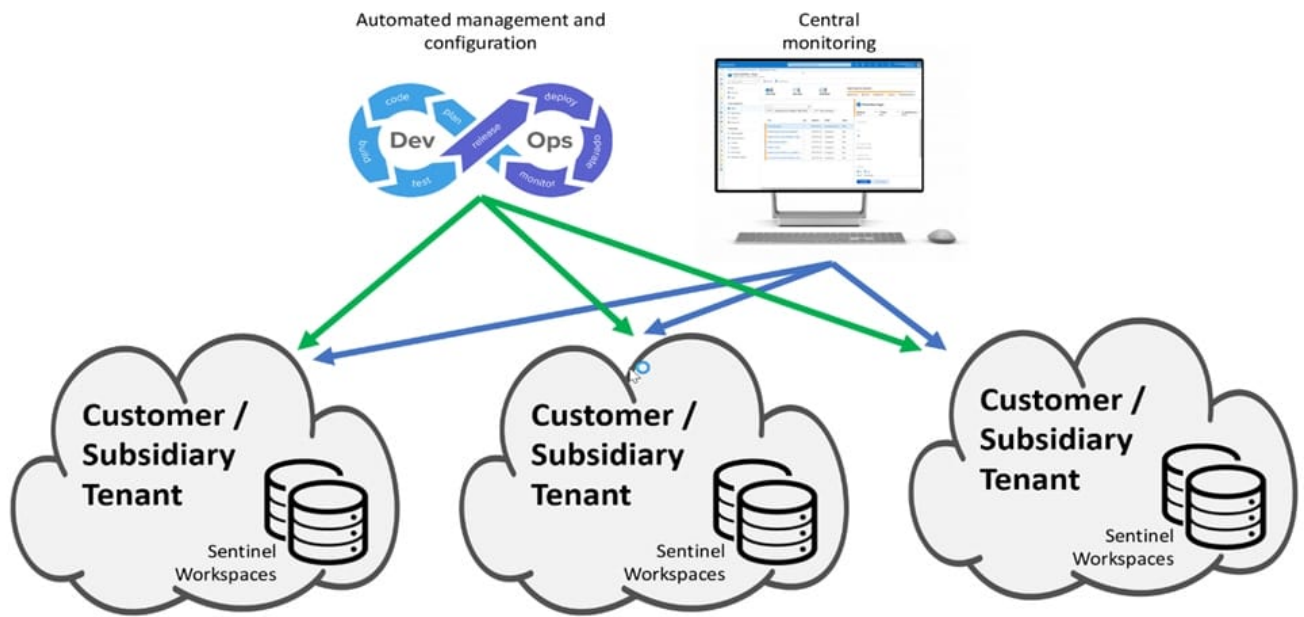 Automated management and
configuration
Central
monitoring
code
plan
build
test
Dev
release
Ops
deploy
operate
monitor
Customer /
Subsidiary
Tenant
Sentinel
Workspaces
Customer /
Subsidiary
Tenant
Sentinel
Workspaces
Customer /
Subsidiary
Tenant
Sentinel
Workspaces